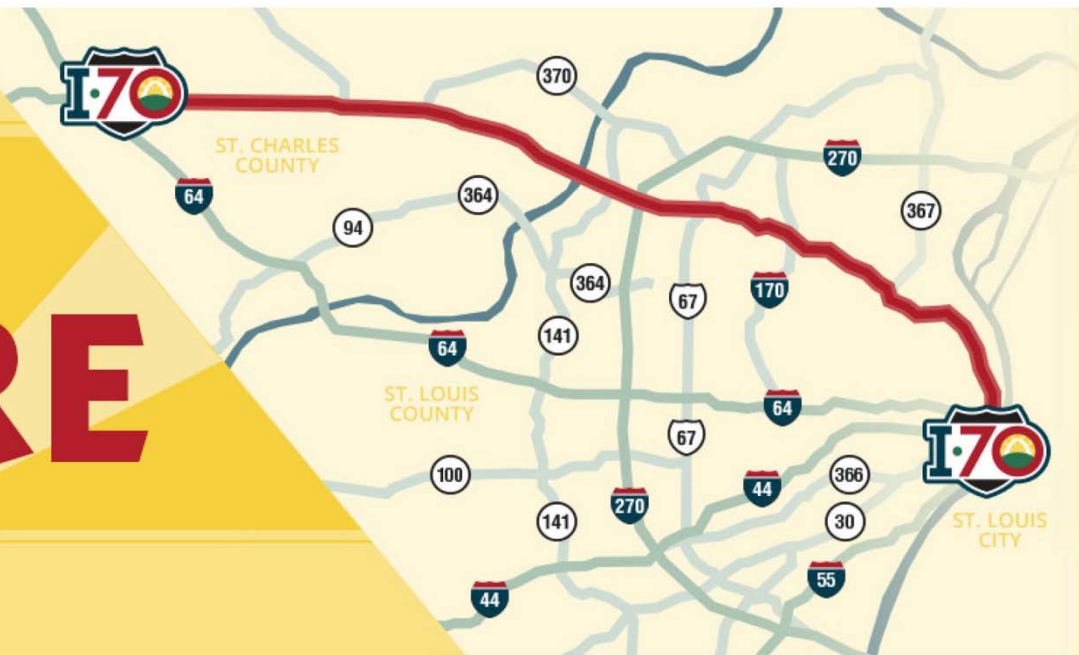 370
I·70
ST. CHARLES
COUNTY
270
64
364
367
94
364
170
67
141
64
ST. LOUIS
COUNTY
64
67
I·70
100
44
366
270
141
30
ST. LOUIS
CITY
55
44
RE